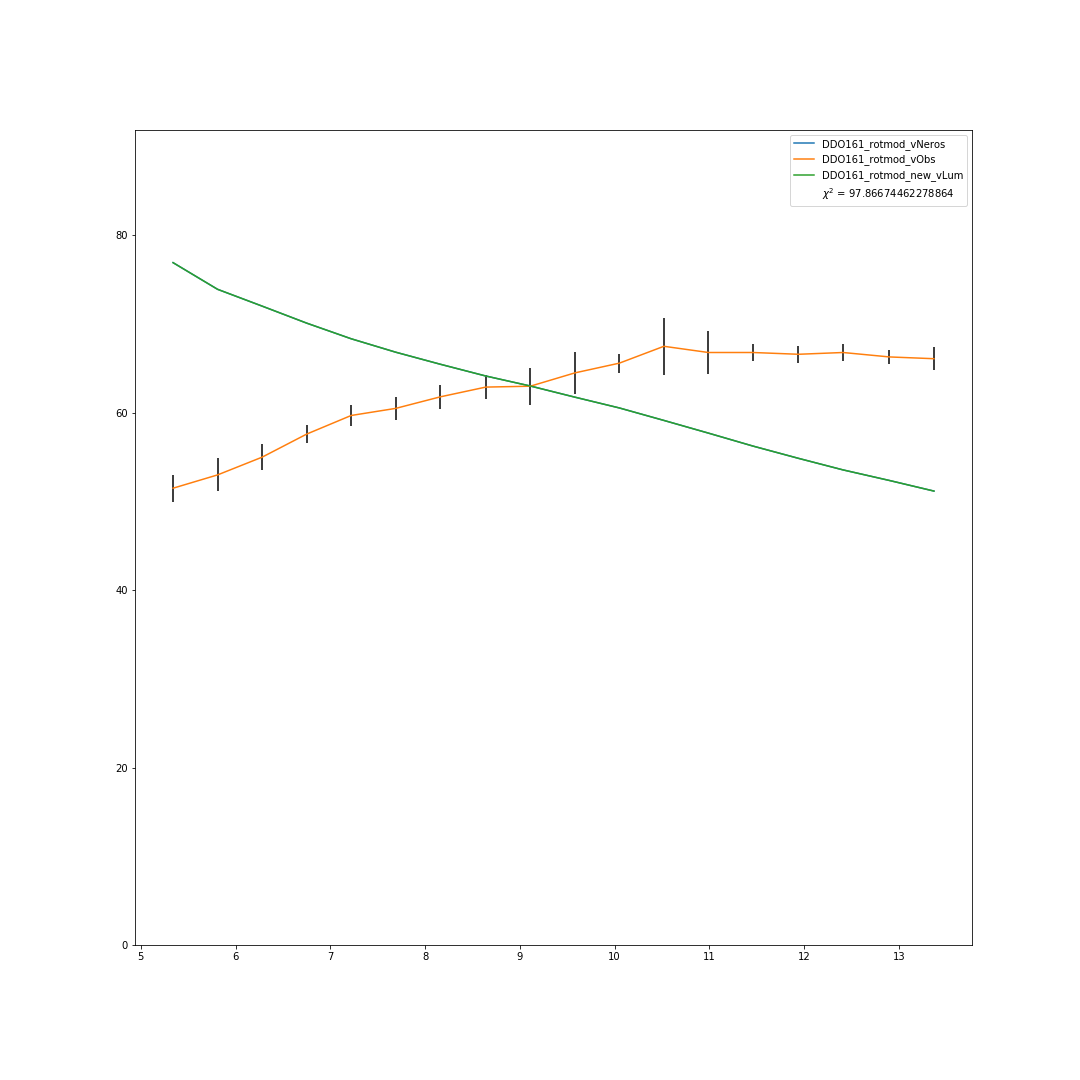 DDO161_rotmod_vNeros
DDO161_rotmod_vObs
DDO161_rotmod_new_vLum
χ² = 97.86674462278864
80
60
40
20
0
5 6 7 8 9 10 11 12 13